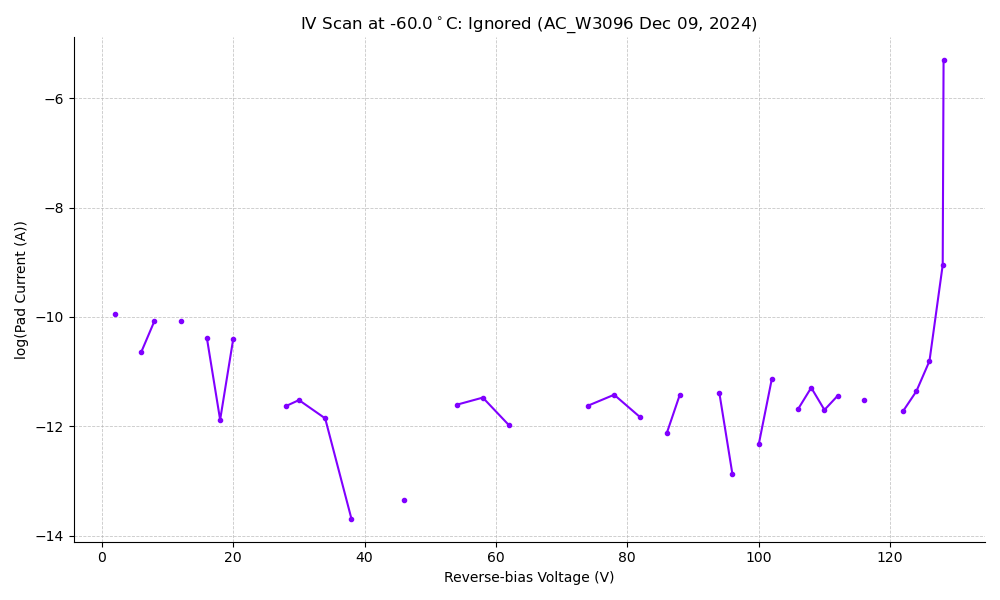 IV Scan at -60.0°C: Ignored (AC_W3096 Dec 09, 2024)
log(Pad Current (A))
−6
−8
−10
−12
−14
0 20 40 60 80 100 120
Reverse-bias Voltage (V)